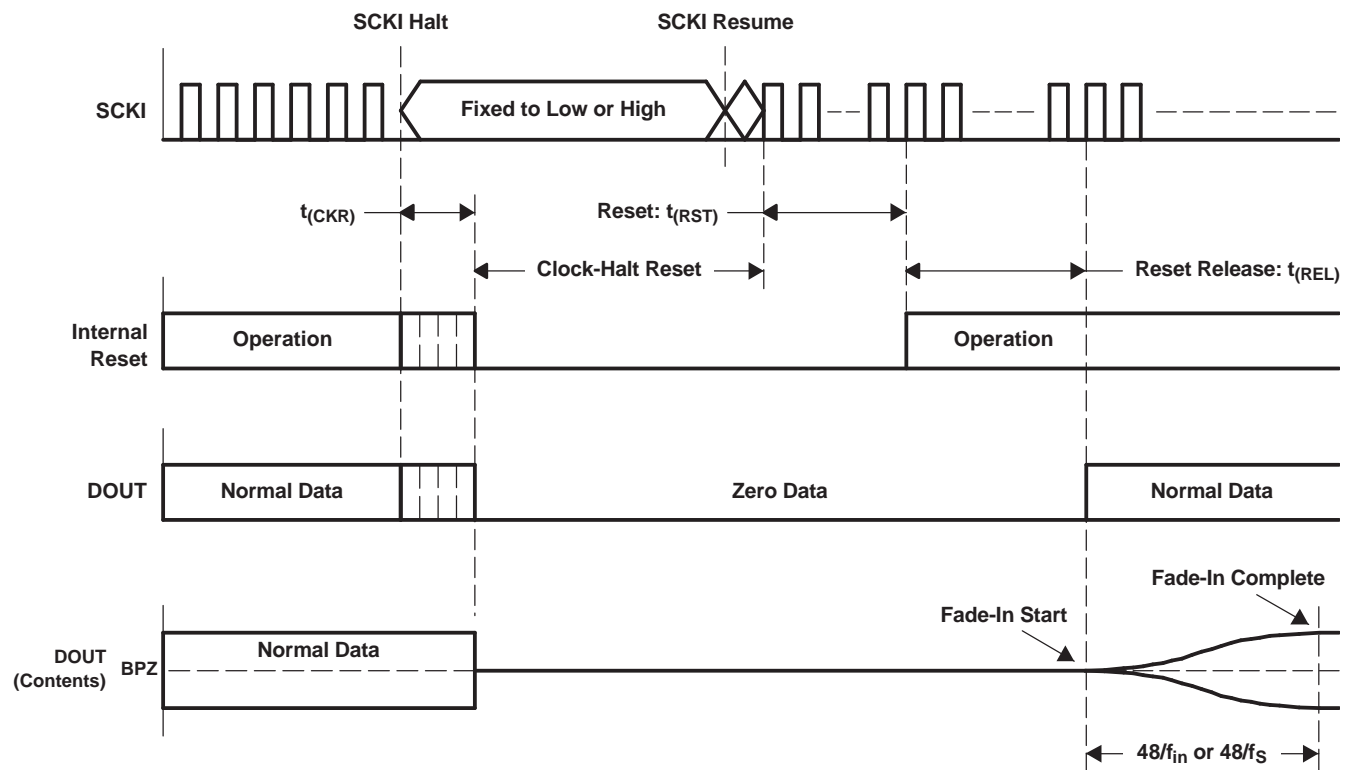 SCKI Halt
SCKI Resume
SCKI
Fixed to Low or High
t(CKR)
Reset: t(RST)
Clock-Halt Reset
Reset Release: t(REL)
Internal
Reset
Operation
Operation
DOUT
Normal Data
Zero Data
Normal Data
Fade-In Complete
Fade-In Start
DOUT
(Contents)
BPZ
Normal Data
48/fin or 48/fS